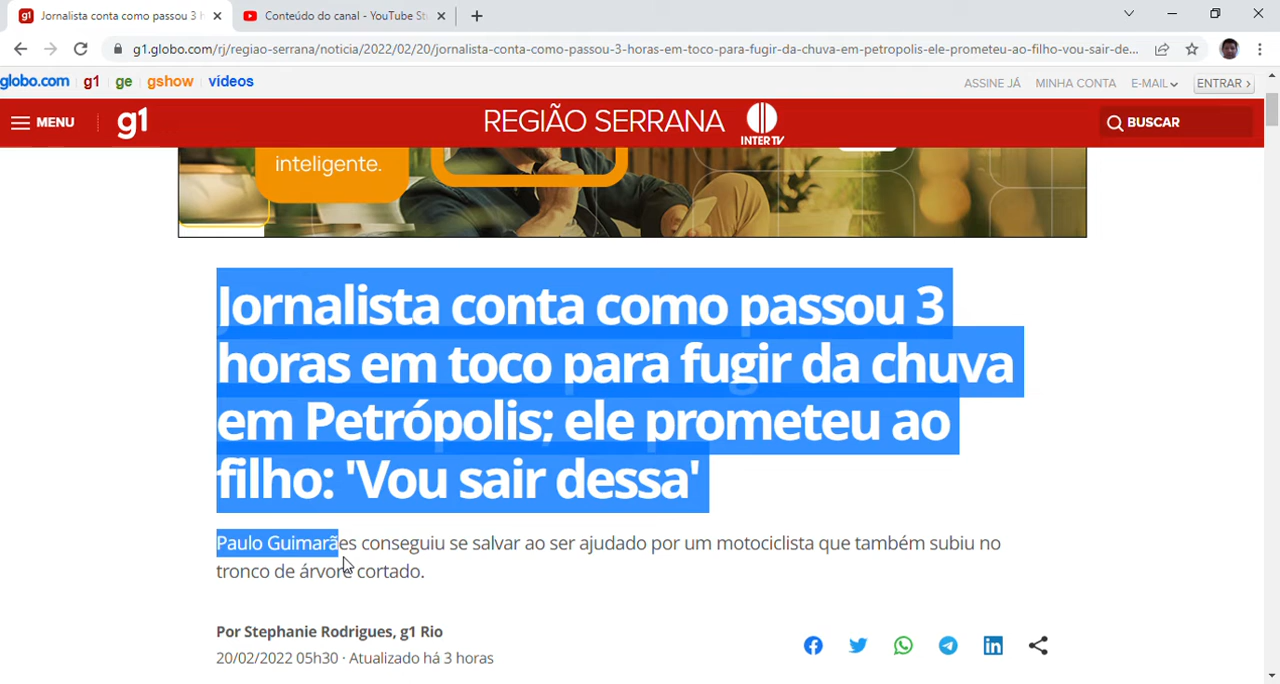 Jornalista conta como passou 3 h
Conteúdo do canal - YouTube St
g1.globo.com/rj/regiao-serrana/noticia/2022/02/20/jornalista-conta-como-passou-3-horas-em-toco-para-fugir-da-chuva-em-petropolis-ele-prometeu-ao-filho-vou-sair-de...
globo.com g1 ge gshow vídeos ASSINE JÁ MINHA CONTA E-MAIL ENTRAR ›
MENU g1 REGIÃO SERRANA INTER TV BUSCAR
inteligente.
Jornalista conta como passou 3
horas em toco para fugir da chuva
em Petrópolis; ele prometeu ao
filho: 'Vou sair dessa'
Paulo Guimarães conseguiu se salvar ao ser ajudado por um motociclista que também subiu no
tronco de árvore cortado.
Por Stephanie Rodrigues, g1 Rio
20/02/2022 05h30 · Atualizado há 3 horas